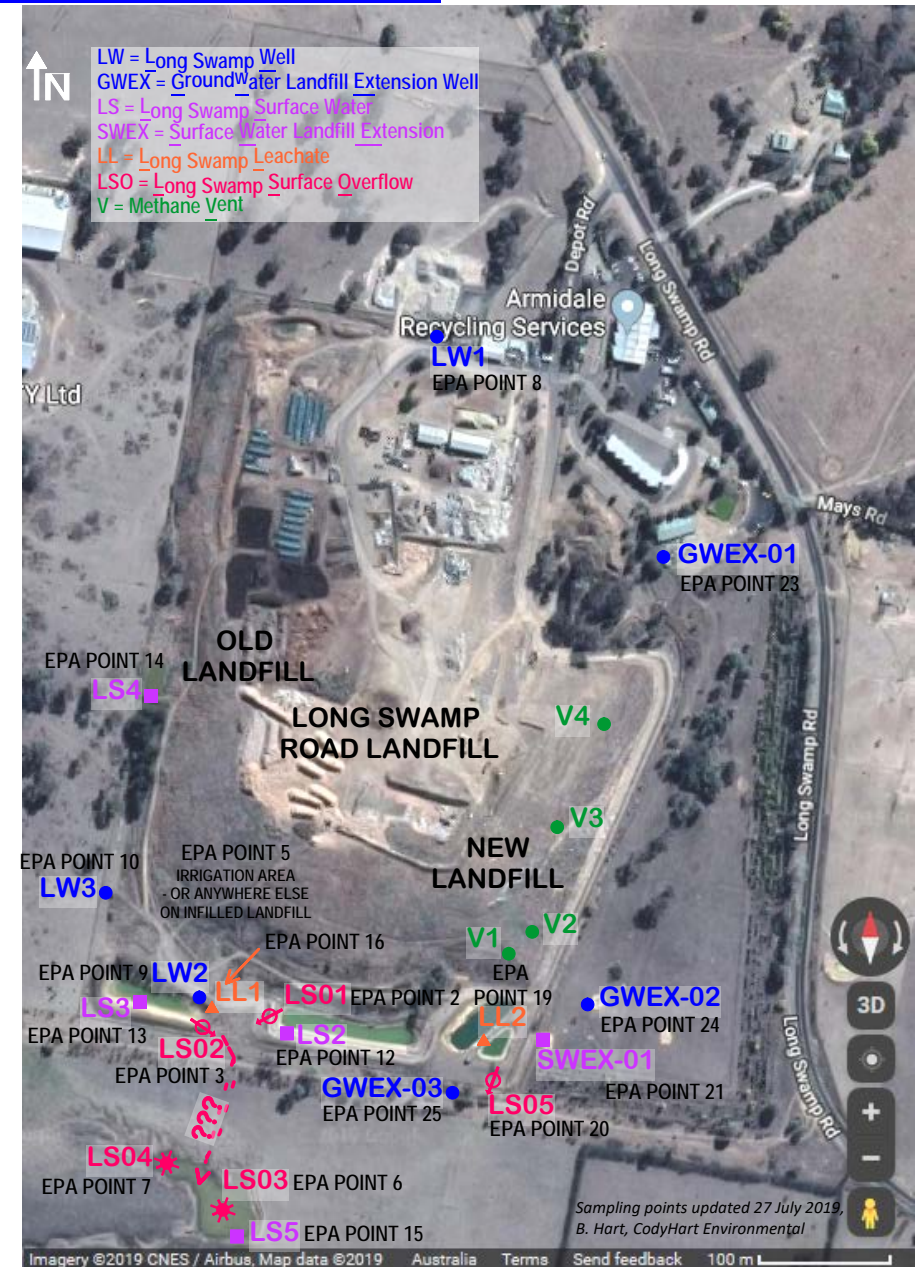 N
LW = Long Swamp Well
GWEX = Groundwater Landfill Extension Well
LS = Long Swamp Surface Water
SWEX = Surface Water Landfill Extension
LL = Long Swamp Leachate
LSO = Long Swamp Surface Overflow
V = Methane Vent
Depot Rd
Long Swamp Rd
Armidale
Recycling Services
LW1
EPA POINT 8
Y Ltd
Mays Rd
GWEX-01
EPA POINT 23
OLD
LANDFILL
EPA POINT 14
LS4
LONG SWAMP
ROAD LANDFILL
V4
Long Swamp Rd
V3
NEW
LANDFILL
EPA POINT 10
LW3
EPA POINT 5
IRRIGATION AREA
- OR ANYWHERE ELSE
ON INFILLED LANDFILL
V2
V1
EPA POINT 16
EPA
POINT 19
EPA POINT 9
LW2
LL1
LS01
EPA POINT 2
LL2
GWEX-02
EPA POINT 24
3D
LS3
EPA POINT 13
LS02
EPA POINT 3
LS2
EPA POINT 12
SWEX-01
EPA POINT 21
Long Swamp Rd
GWEX-03
EPA POINT 25
LS05
EPA POINT 20
???
LS04
EPA POINT 7
LS03
EPA POINT 6
LS5
EPA POINT 15
Sampling points updated 27 July 2019,
B. Hart, CodyHart Environmental
+
−
Imagery ©2019 CNES / Airbus, Map data ©2019 Australia Terms Send feedback 100 m